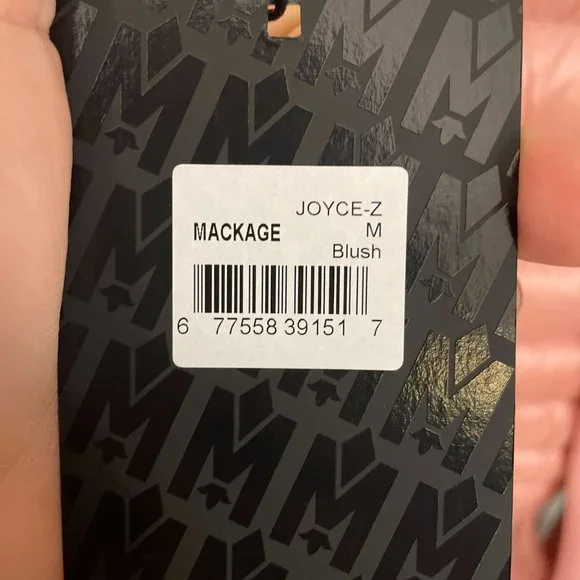 JOYCE-Z
MACKAGE M
Blush
6 77558 39151 7